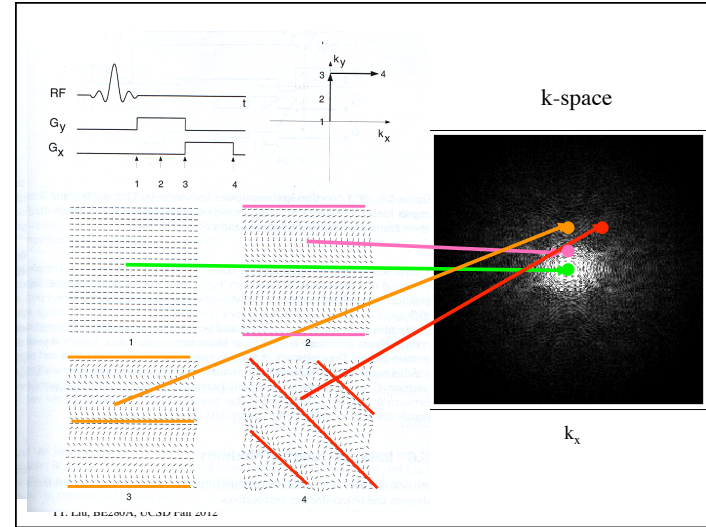 RF
t
Gy
Gx
1 2 3 4
ky
3 4
2
1
kx
k-space
1
2
3
4
kx
TT. Liu, BE280A, UCSD Fall 2012